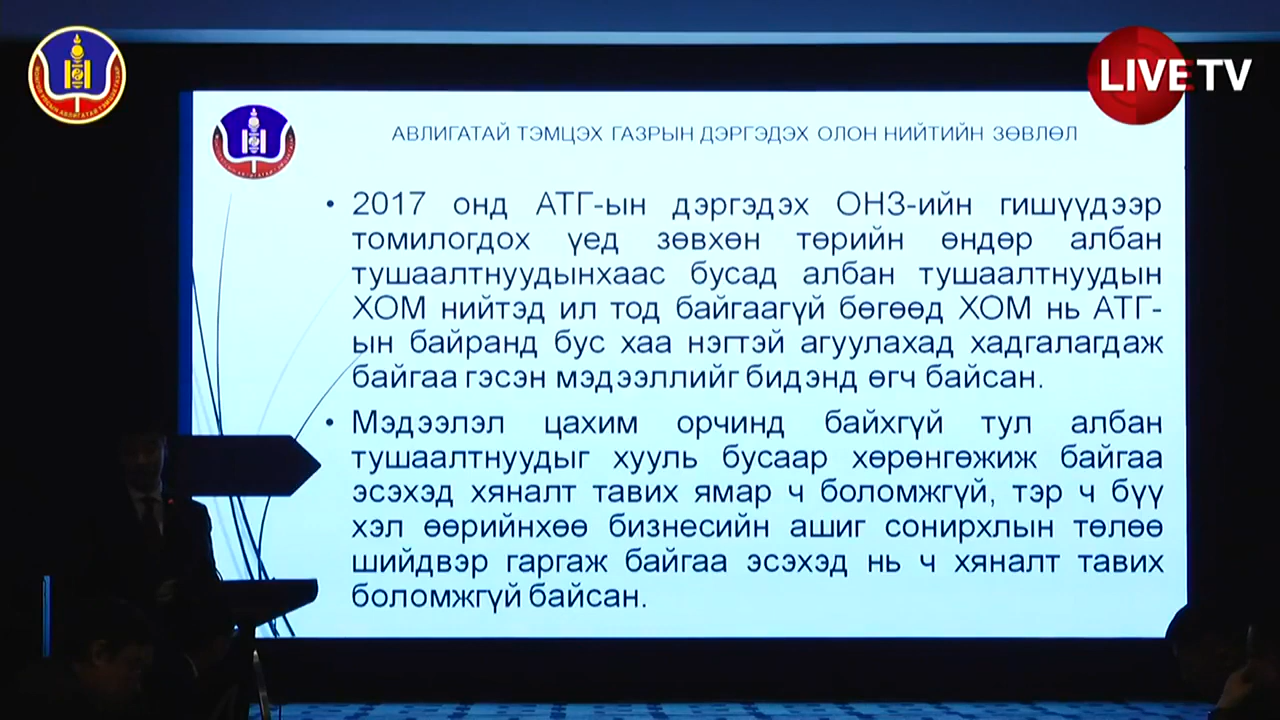 LIVE TV
АВЛИГАТАЙ ТЭМЦЭХ ГАЗРЫН ДЭРГЭДЭХ ОЛОН НИЙТИЙН ЗӨВЛӨЛ
• 2017 онд АТГ-ын дэргэдэх ОНЗ-ийн гишүүдээр
томилогдох үед зөвхөн төрийн өндөр албан
тушаалтнуудынхаас бусад албан тушаалтнуудын
ХОМ нийтэд ил тод байгаагүй бөгөөд ХОМ нь АТГ-
ын байранд бус хаа нэгтэй агуулахад хадгалагдаж
байгаа гэсэн мэдээллийг бидэнд өгч байсан.
• Мэдээлэл цахим орчинд байхгүй тул албан
тушаалтнуудыг хууль бусаар хөрөнгөжиж байгаа
эсэхэд хяналт тавих ямар ч боломжгүй, тэр ч бүү
хэл өөрийнхөө бизнесийн ашиг сонирхлын төлөө
шийдвэр гаргаж байгаа эсэхэд нь ч хяналт тавих
боломжгүй байсан.